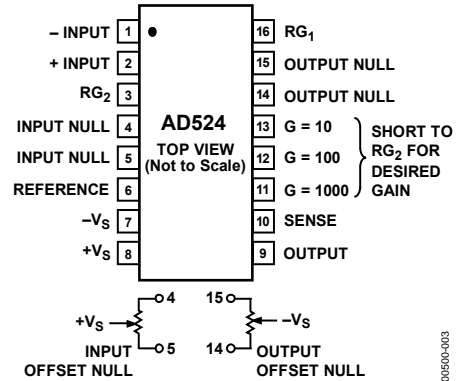 – INPUT 1
+ INPUT 2
RG2 3
INPUT NULL 4
INPUT NULL 5
REFERENCE 6
–VS 7
+VS 8
AD524
TOP VIEW
(Not to Scale)
16 RG1
15 OUTPUT NULL
14 OUTPUT NULL
13 G = 10
12 G = 100
11 G = 1000
10 SENSE
9 OUTPUT
SHORT TO
RG2 FOR
DESIRED
GAIN
4
+VS
5
INPUT
OFFSET NULL
15
–VS
14
OUTPUT
OFFSET NULL
00500-003